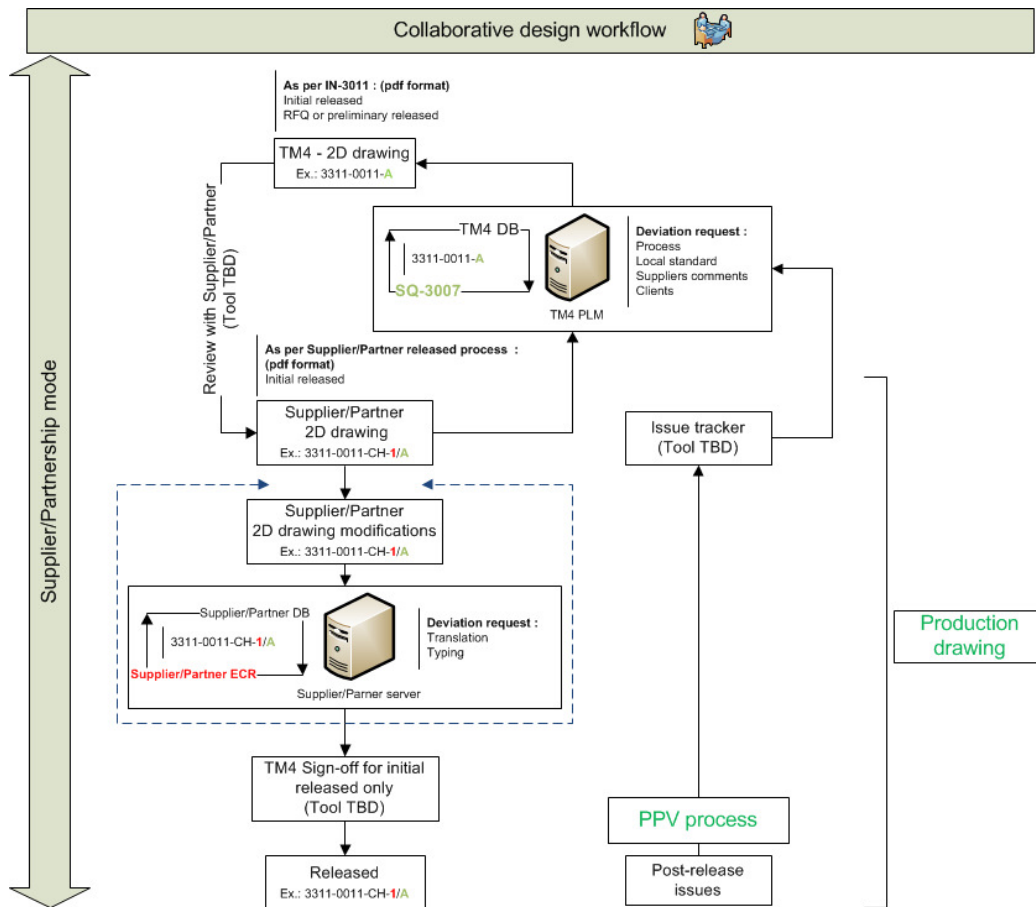 Collaborative design workflow
Supplier/Partnership mode
As per IN-3011 : (pdf format)
Initial released
RFQ or preliminary released
TM4 - 2D drawing
Ex.: 3311-0011-A
Review with Supplier/Partner
(Tool TBD)
TM4 DB
3311-0011-A
SQ-3007
TM4 PLM
Deviation request :
Process
Local standard
Suppliers comments
Clients
As per Supplier/Partner released process :
(pdf format)
Initial released
Supplier/Partner
2D drawing
Ex.: 3311-0011-CH-1/A
Issue tracker
(Tool TBD)
Supplier/Partner
2D drawing modifications
Ex.: 3311-0011-CH-1/A
Supplier/Partner DB
3311-0011-CH-1/A
Supplier/Partner ECR
Supplier/Parner server
Deviation request :
Translation
Typing
Production
drawing
TM4 Sign-off for initial
released only
(Tool TBD)
PPV process
Released
Ex.: 3311-0011-CH-1/A
Post-release
issues